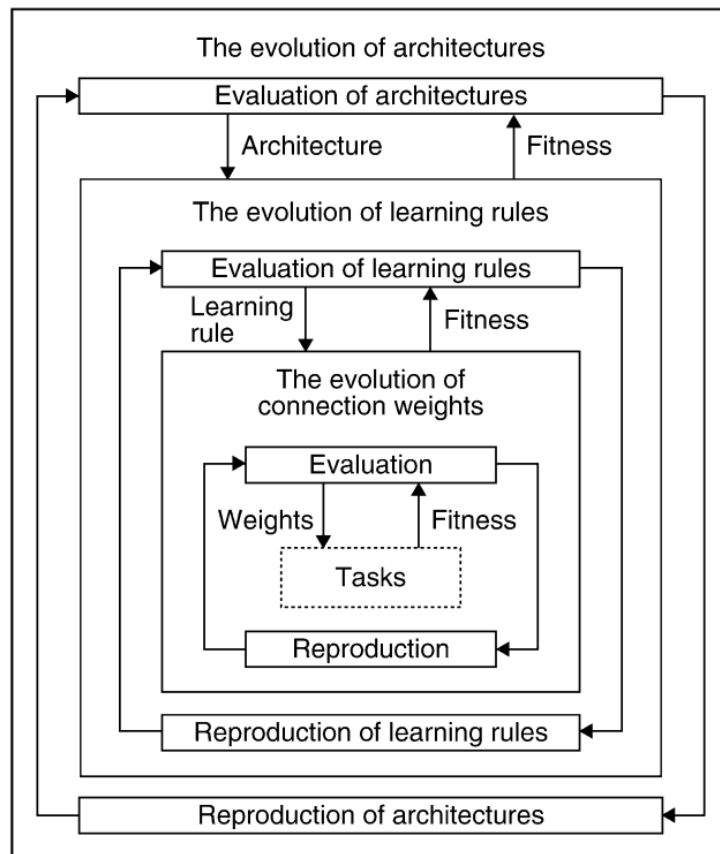 The evolution of architectures
Evaluation of architectures
Architecture
Fitness
The evolution of learning rules
Evaluation of learning rules
Learning
rule
Fitness
The evolution of
connection weights
Evaluation
Weights
Fitness
Tasks
Reproduction
Reproduction of learning rules
Reproduction of architectures